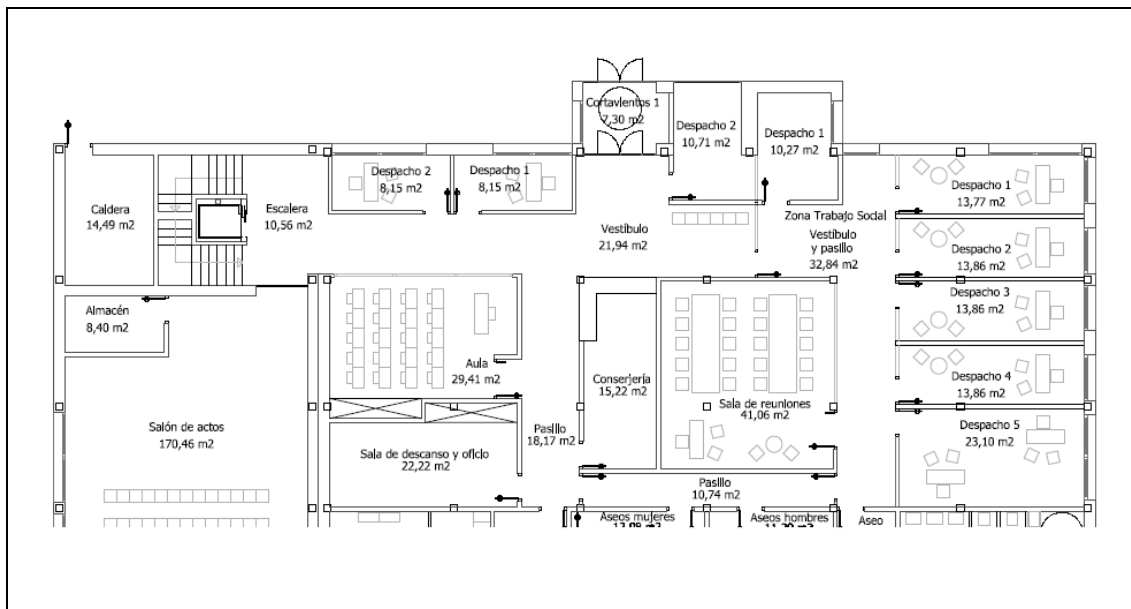 Cortavientos 1
7,30 m2
Despacho 2
10,71 m2
Despacho 1
10,27 m2
Despacho 2
8,15 m2
Despacho 1
8,15 m2
Despacho 1
13,77 m2
Caldera
14,49 m2
Escalera
10,56 m2
Vestíbulo
21,94 m2
Zona Trabajo Social
Vestíbulo
y pasillo
32,84 m2
Despacho 2
13,86 m2
Almacén
8,40 m2
Despacho 3
13,86 m2
Aula
29,41 m2
Conserjería
15,22 m2
Sala de reuniones
41,06 m2
Despacho 4
13,86 m2
Salón de actos
170,46 m2
Pasillo
18,17 m2
Despacho 5
23,10 m2
Sala de descanso y oficio
22,22 m2
Pasillo
10,74 m2
Aseos mujeres
Aseos hombres
Aseo